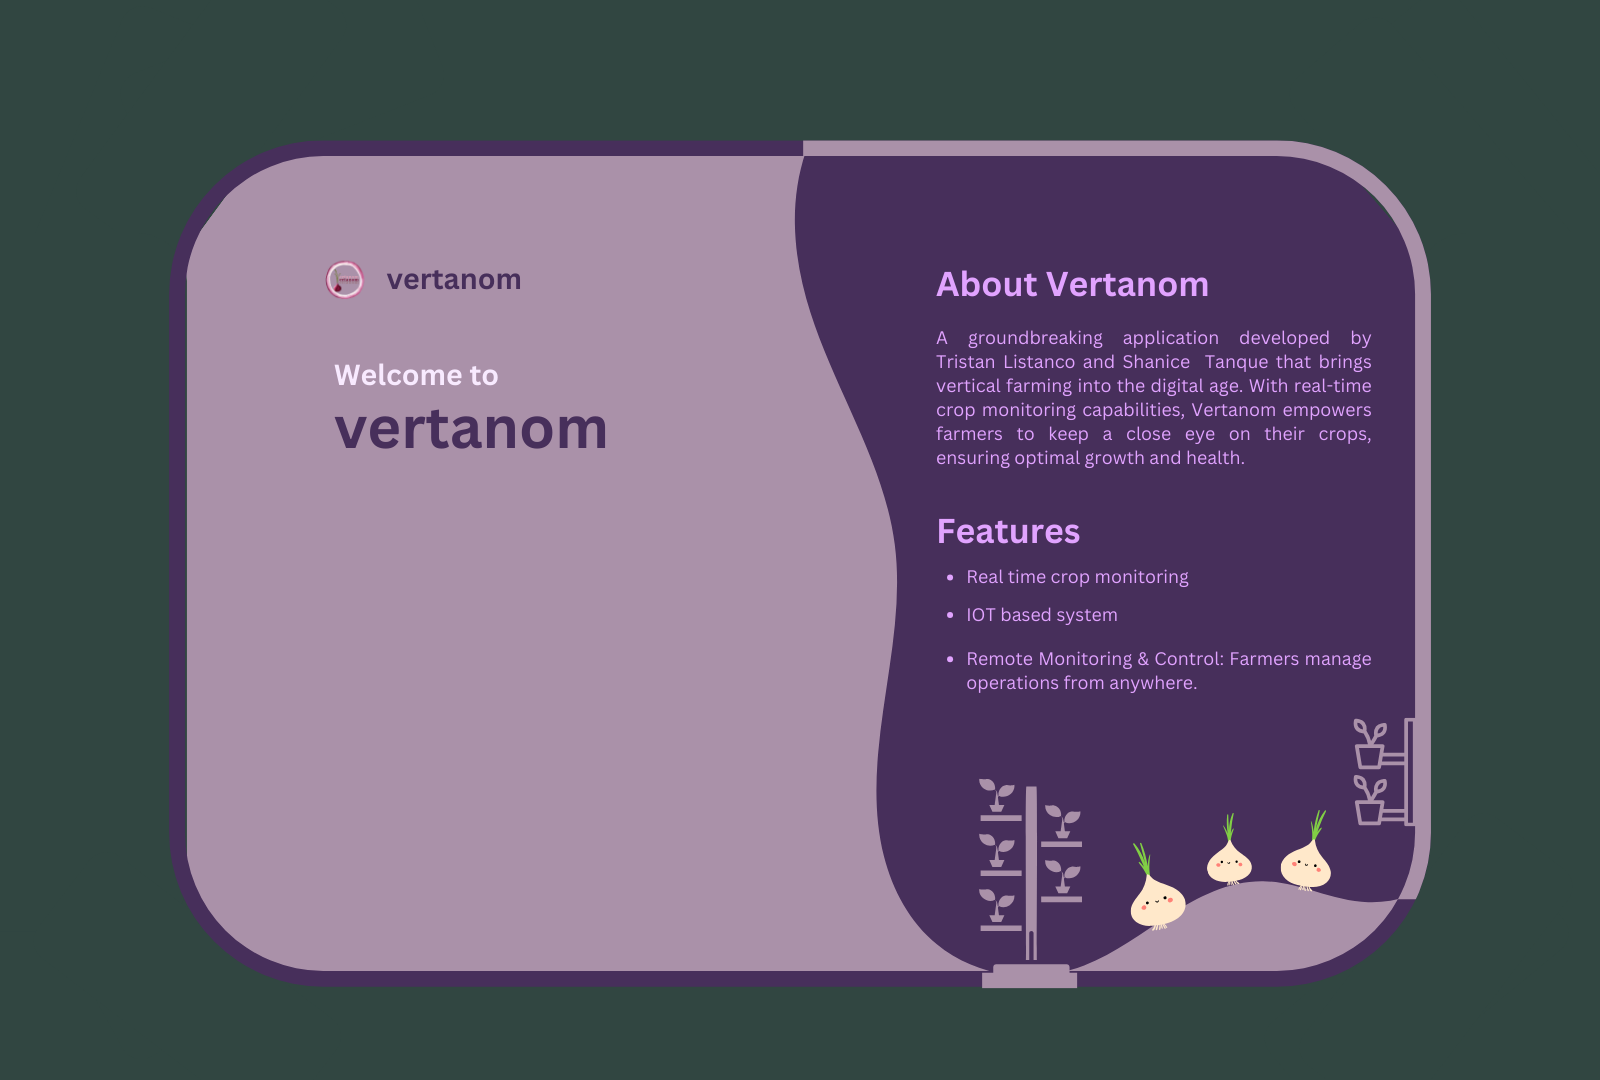 vertanom
Welcome to
vertanom
About Vertanom
A groundbreaking application developed by
Tristan Listanco and Shanice Tanque that brings
vertical farming into the digital age. With real-time
crop monitoring capabilities, Vertanom empowers
farmers to keep a close eye on their crops,
ensuring optimal growth and health.
Features
• Real time crop monitoring
• IOT based system
• Remote Monitoring & Control: Farmers manage
operations from anywhere.